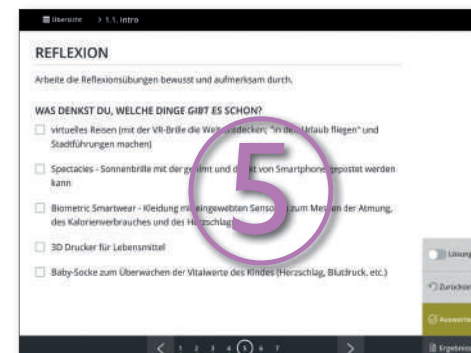 Übersicht > 1.1. Intro
REFLEXION
Arbeite die Reflexionsübungen bewusst und aufmerksam durch.
WAS DENKST DU, WELCHE DINGE GIBT ES SCHON?
virtuelles Reisen (mit der VR-Brille die Welt entdecken; "in den Urlaub fliegen" und
Stadtführungen machen)
Spectacles - Sonnenbrille mit der gefilmt und direkt von Smartphone gepostet werden
kann
Biometric Smartwear - Kleidung mit eingewebten Sensoren zum Messen der Atmung,
des Kalorienverbrauches und des Herzschlages
3D Drucker für Lebensmittel
Baby-Socke zum Überwachen der Vitalwerte des Kindes (Herzschlag, Blutdruck, etc.)
5
Lösung
Zurückse
Auswerte
Ergebniss
< 1 2 3 4 5 6 7 >